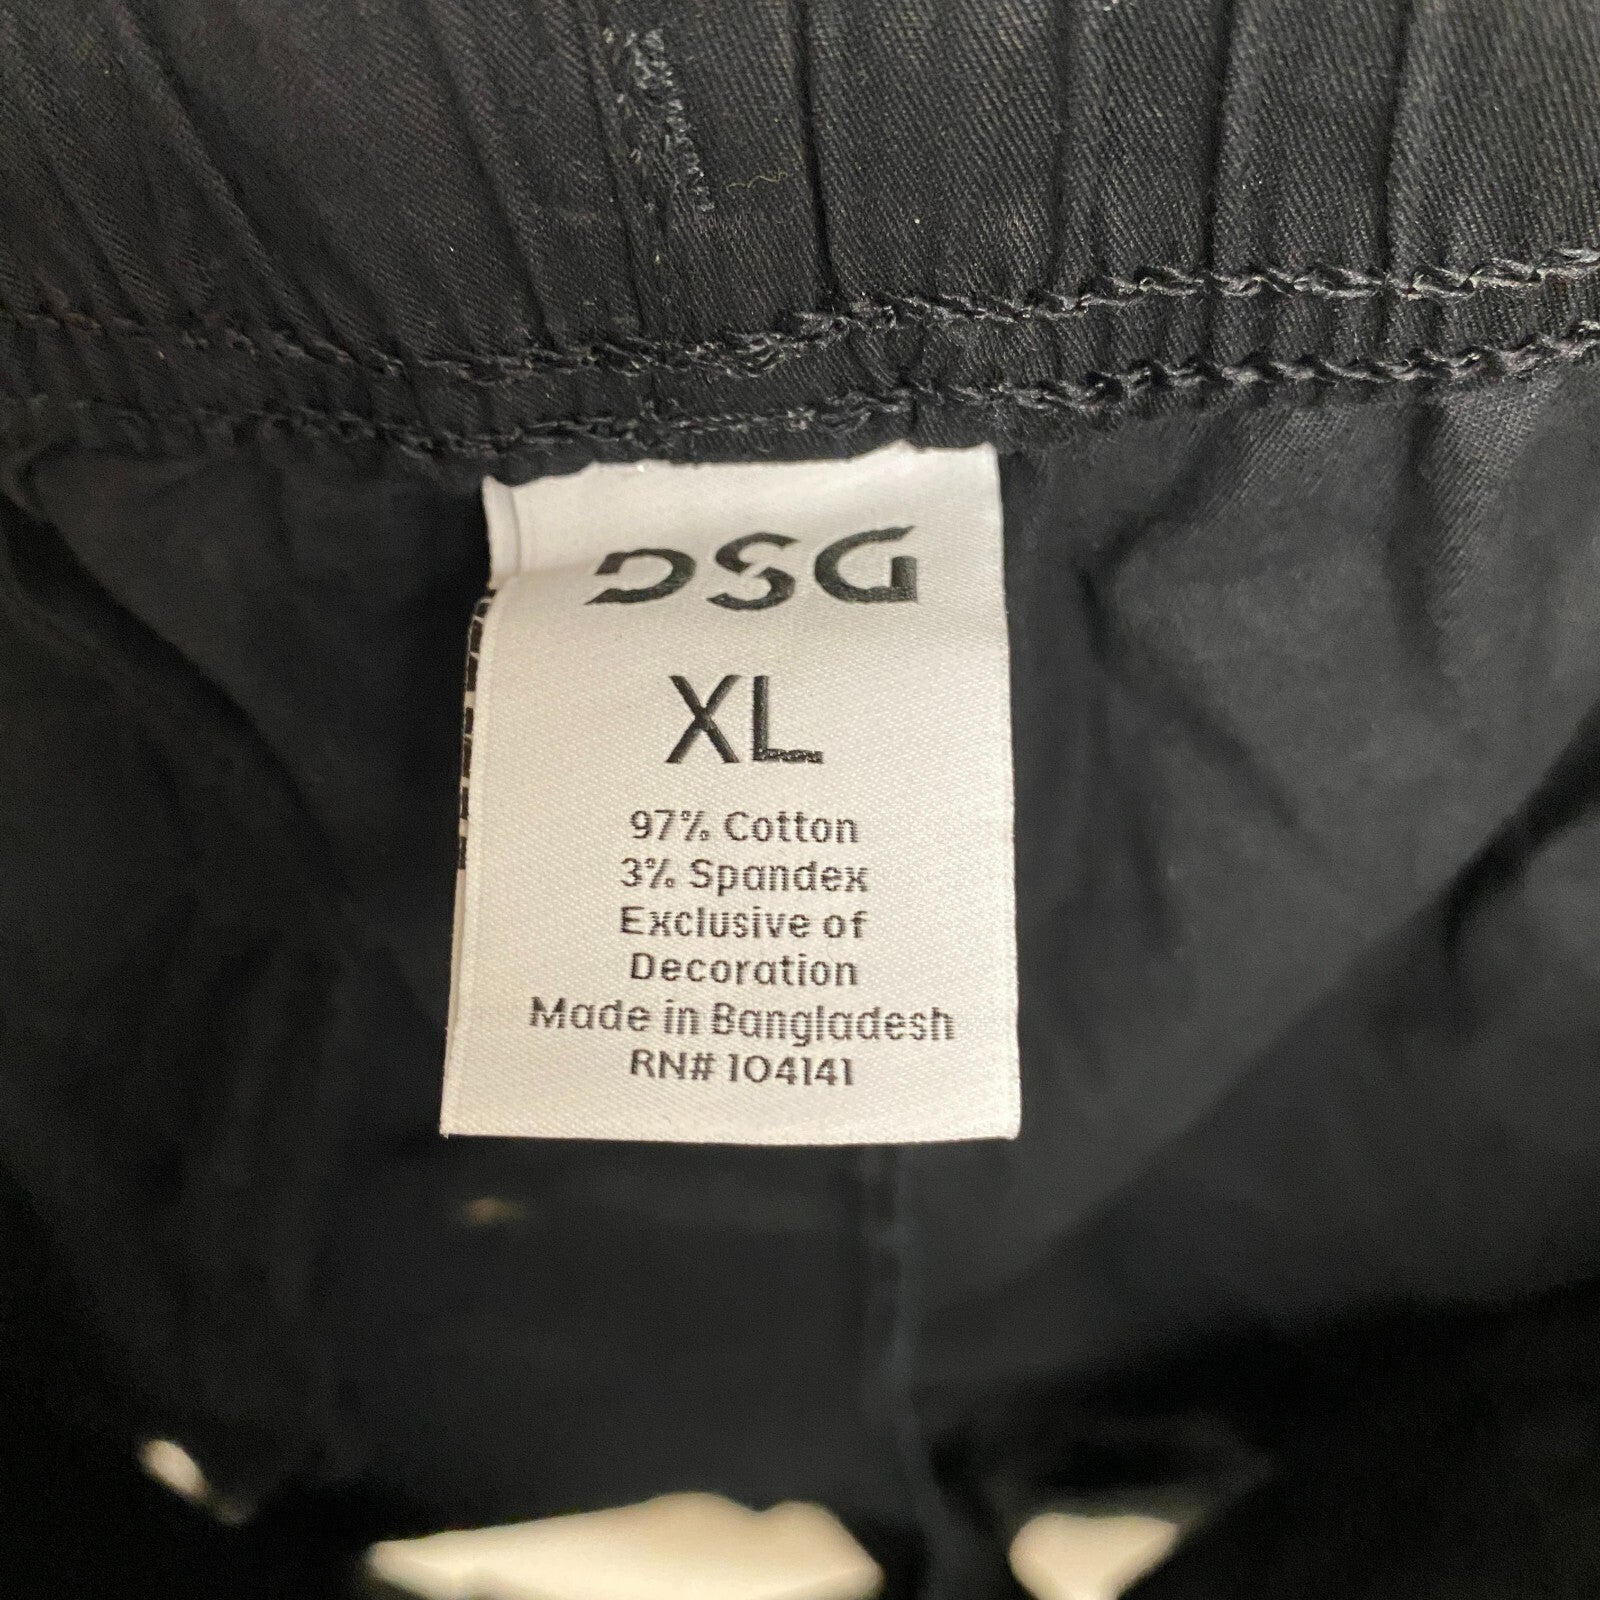 DSG
XL
97% Cotton
3% Spandex
Exclusive of
Decoration
Made in Bangladesh
RN# 104141